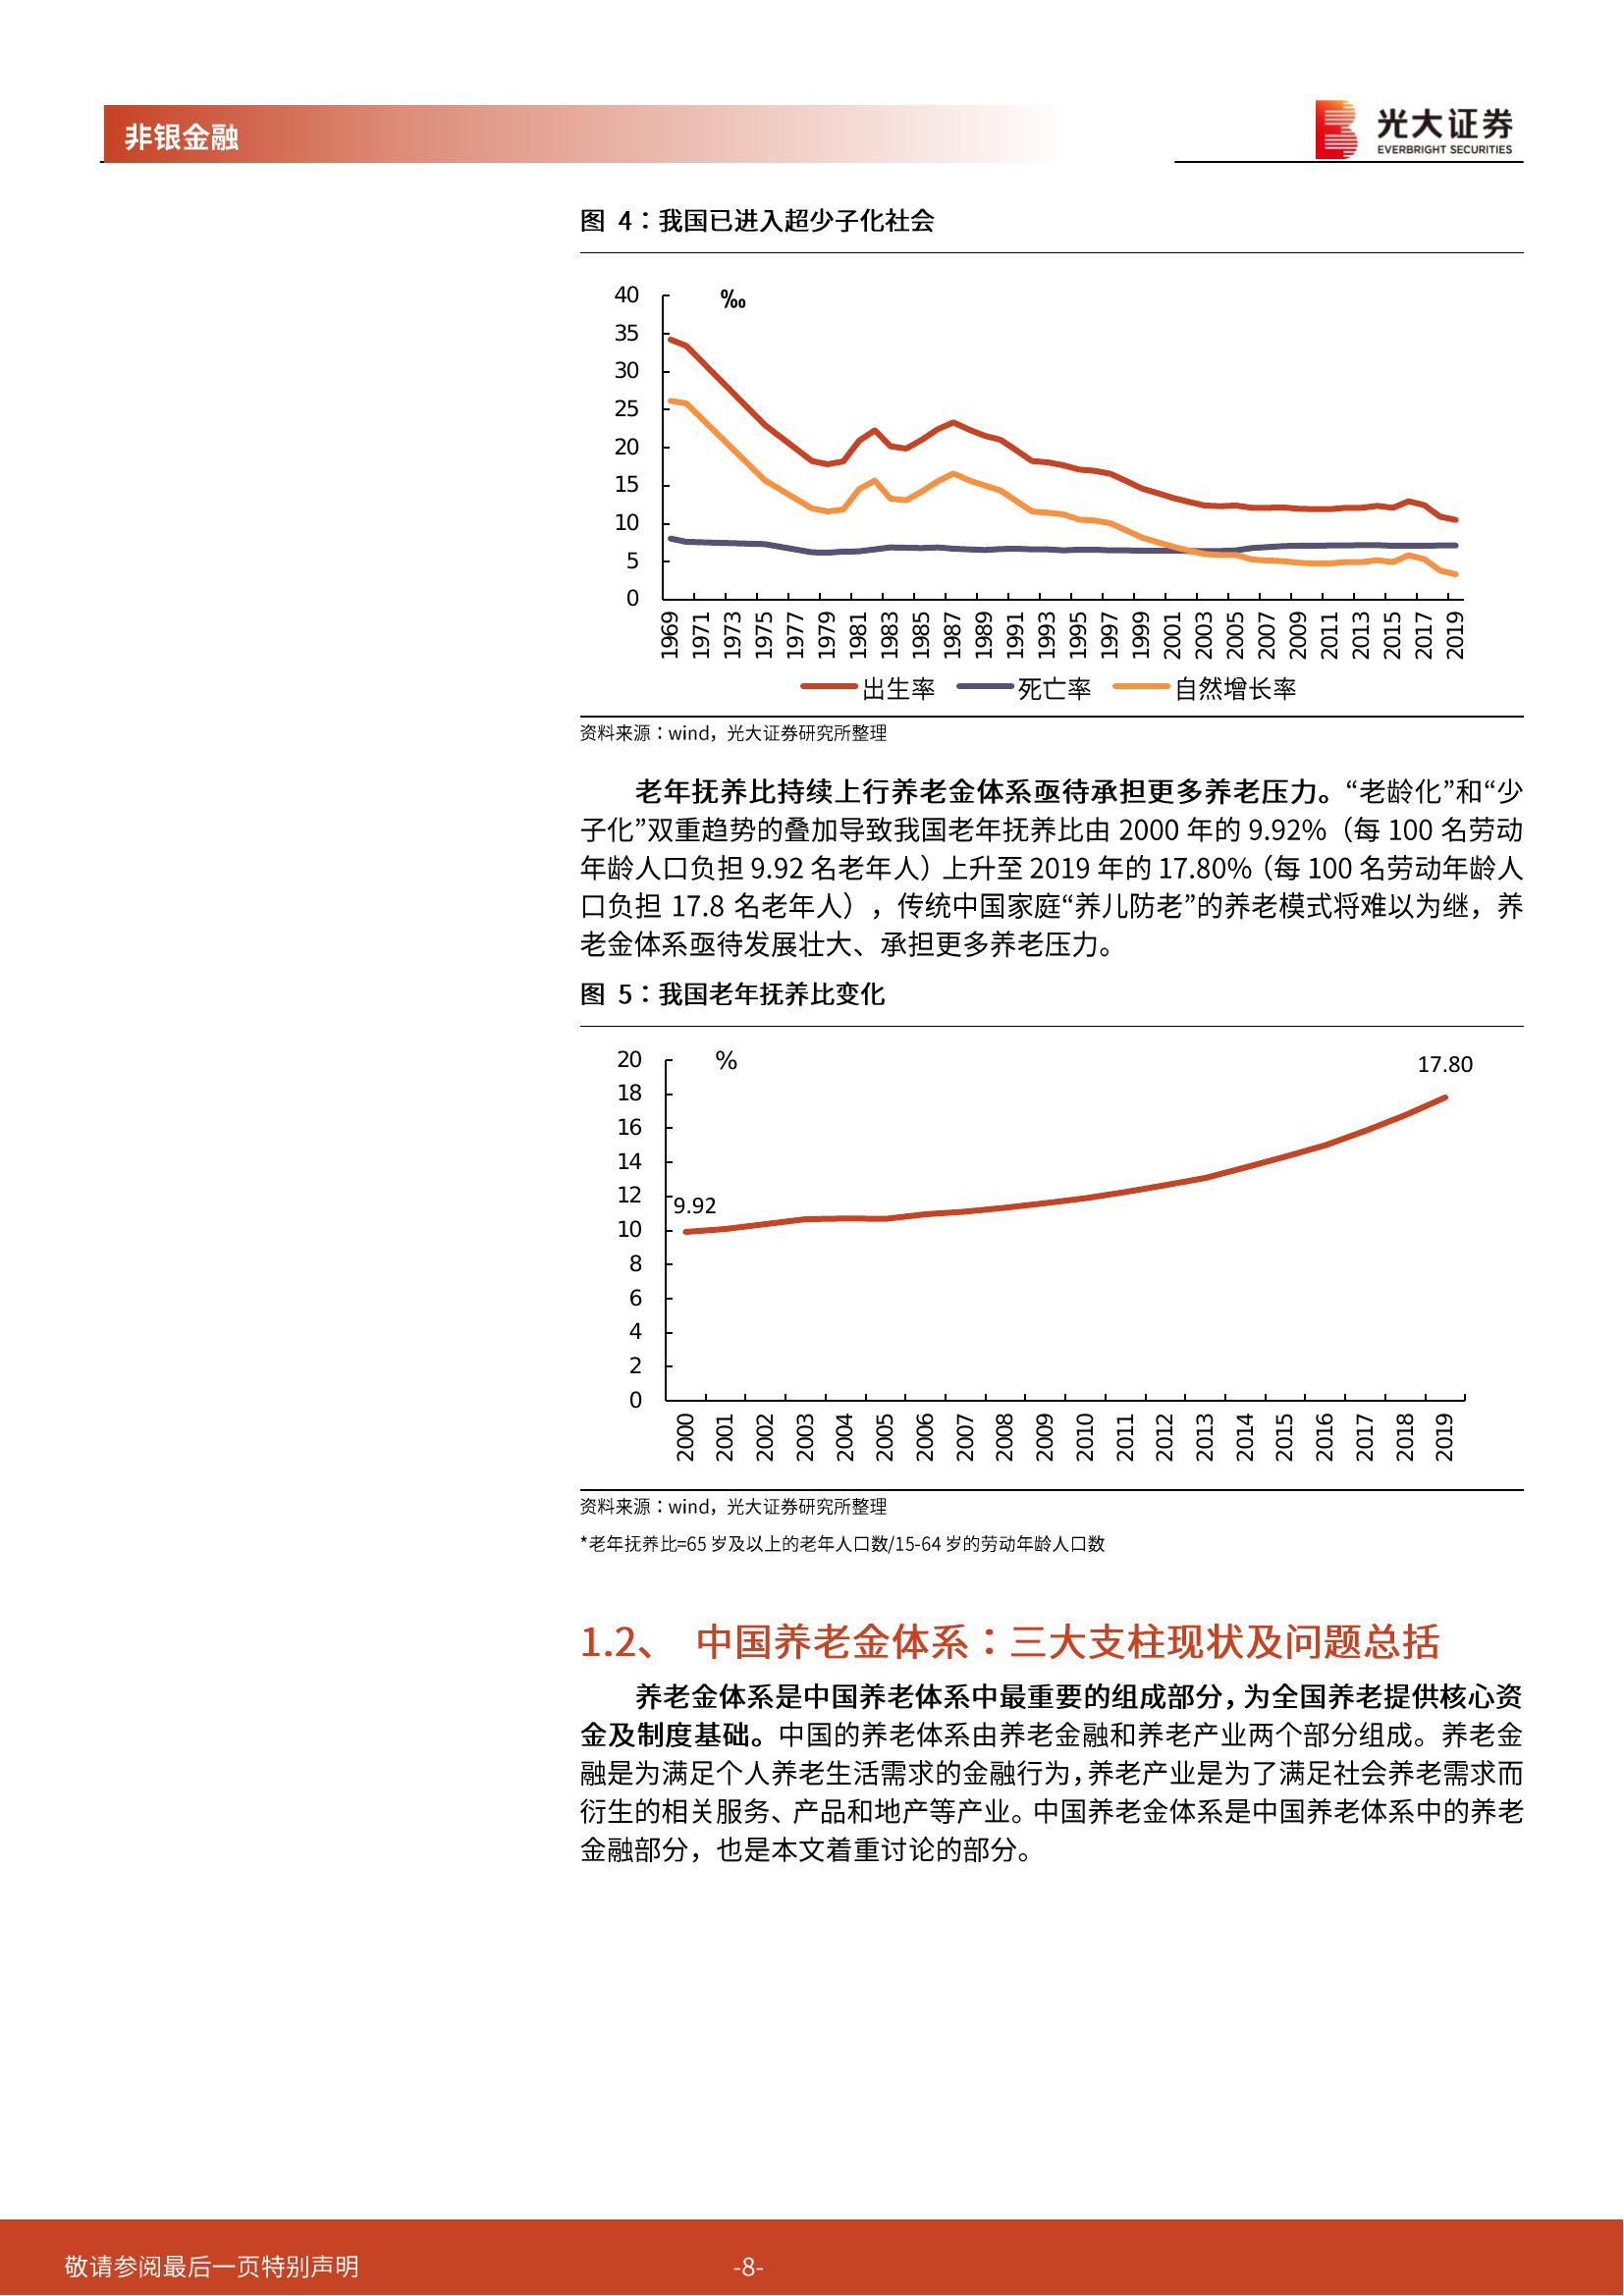 非银金融
光大证券
EVERBRIGHT SECURITIES
图 4：我国已进入超少子化社会
‰
40
35
30
25
20
15
10
5
0
1969 1971 1973 1975 1977 1979 1981 1983 1985 1987 1989 1991 1993 1995 1997 1999 2001 2003 2005 2007 2009 2011 2013 2015 2017 2019
出生率 死亡率 自然增长率
资料来源：wind，光大证券研究所整理
老年抚养比持续上行养老金体系亟待承担更多养老压力。“老龄化”和“少
子化”双重趋势的叠加导致我国老年抚养比由 2000 年的 9.92%（每 100 名劳动
年龄人口负担 9.92 名老年人）上升至 2019 年的 17.80%（每 100 名劳动年龄人
口负担 17.8 名老年人），传统中国家庭“养儿防老”的养老模式将难以为继，养
老金体系亟待发展壮大、承担更多养老压力。
图 5：我国老年抚养比变化
%
20
18
16
14
12
10
8
6
4
2
0
9.92
17.80
2000 2001 2002 2003 2004 2005 2006 2007 2008 2009 2010 2011 2012 2013 2014 2015 2016 2017 2018 2019
资料来源：wind，光大证券研究所整理
*老年抚养比=65 岁及以上的老年人口数/15-64 岁的劳动年龄人口数
1.2、 中国养老金体系：三大支柱现状及问题总括
养老金体系是中国养老体系中最重要的组成部分，为全国养老提供核心资
金及制度基础。中国的养老体系由养老金融和养老产业两个部分组成。养老金
融是为满足个人养老生活需求的金融行为，养老产业是为了满足社会养老需求而
衍生的相关服务、产品和地产等产业。中国养老金体系是中国养老体系中的养老
金融部分，也是本文着重讨论的部分。
敬请参阅最后一页特别声明
-8-